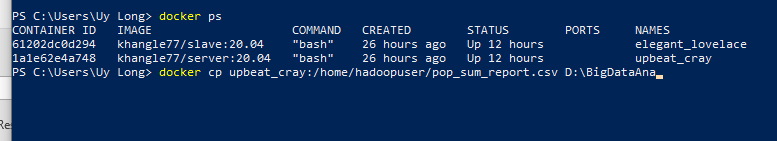 PS C:\Users\Uy Long> docker ps
CONTAINER ID   IMAGE                    COMMAND   CREATED        STATUS        PORTS     NAMES
61202dc0d294   khangle77/slave:20.04    "bash"    26 hours ago   Up 12 hours             elegant_lovelace
1a1e62e4a748   khangle77/server:20.04   "bash"    26 hours ago   Up 12 hours             upbeat_cray
PS C:\Users\Uy Long> docker cp upbeat_cray:/home/hadoopuser/pop_sum_report.csv D:\BigDataAna
Res